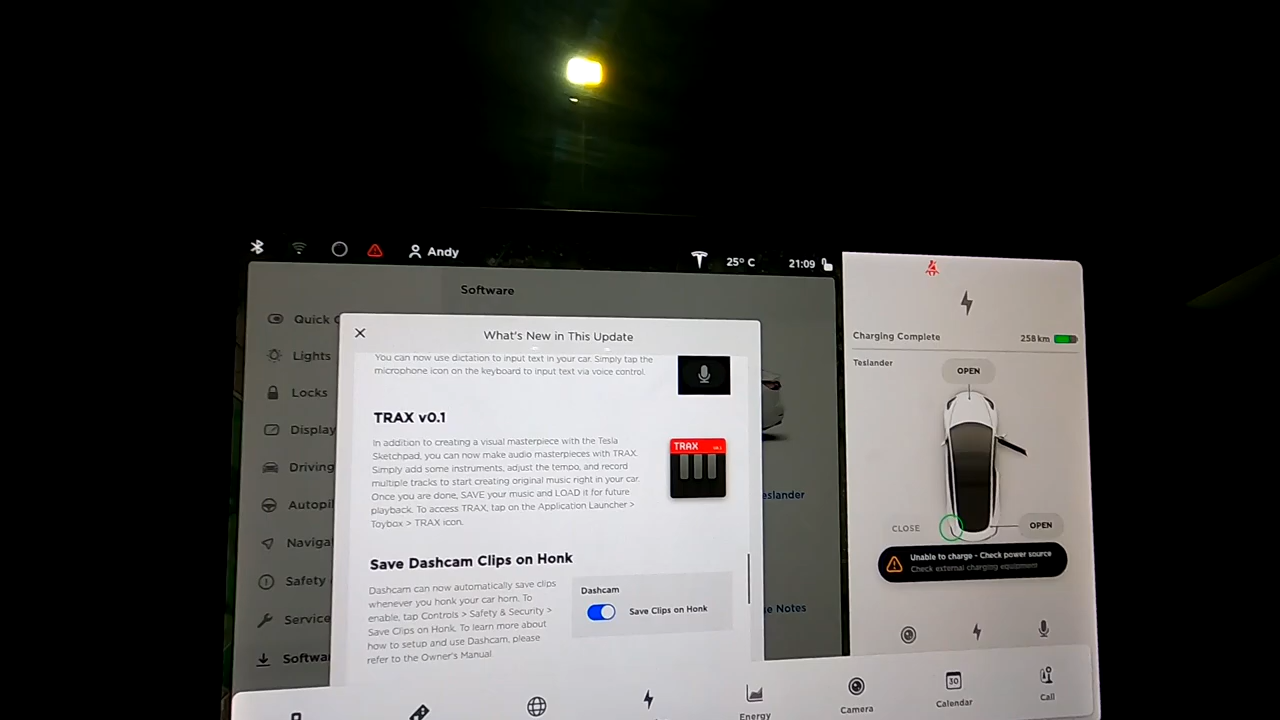 Andy
25° C
21:09
Software
Quick C
Lights
Locks
Display
Driving
Autopil
Naviga
Safety
Service
Softwa
eslander
se Notes
What's New in This Update
You can now use dictation to input text in your car. Simply tap the
microphone icon on the keyboard to input text via voice control.
TRAX v0.1
In addition to creating a visual masterpiece with the Tesla
Sketchpad, you can now make audio masterpieces with TRAX.
Simply add some instruments, adjust the tempo, and record
multiple tracks to start creating original music right in your car.
Once you are done, SAVE your music and LOAD it for future
playback. To access TRAX, tap on the Application Launcher >
Toybox > TRAX icon.
TRAX v0.1
Save Dashcam Clips on Honk
Dashcam can now automatically save clips
whenever you honk your car horn. To
enable, tap Controls > Safety & Security >
Save Clips on Honk. To learn more about
how to setup and use Dashcam, please
refer to the Owner's Manual.
Dashcam
Save Clips on Honk
Charging Complete
258 km
Teslander
OPEN
CLOSE
OPEN
Unable to charge - Check power source
Check external charging equipment
Energy
Camera
30
Calendar
Call